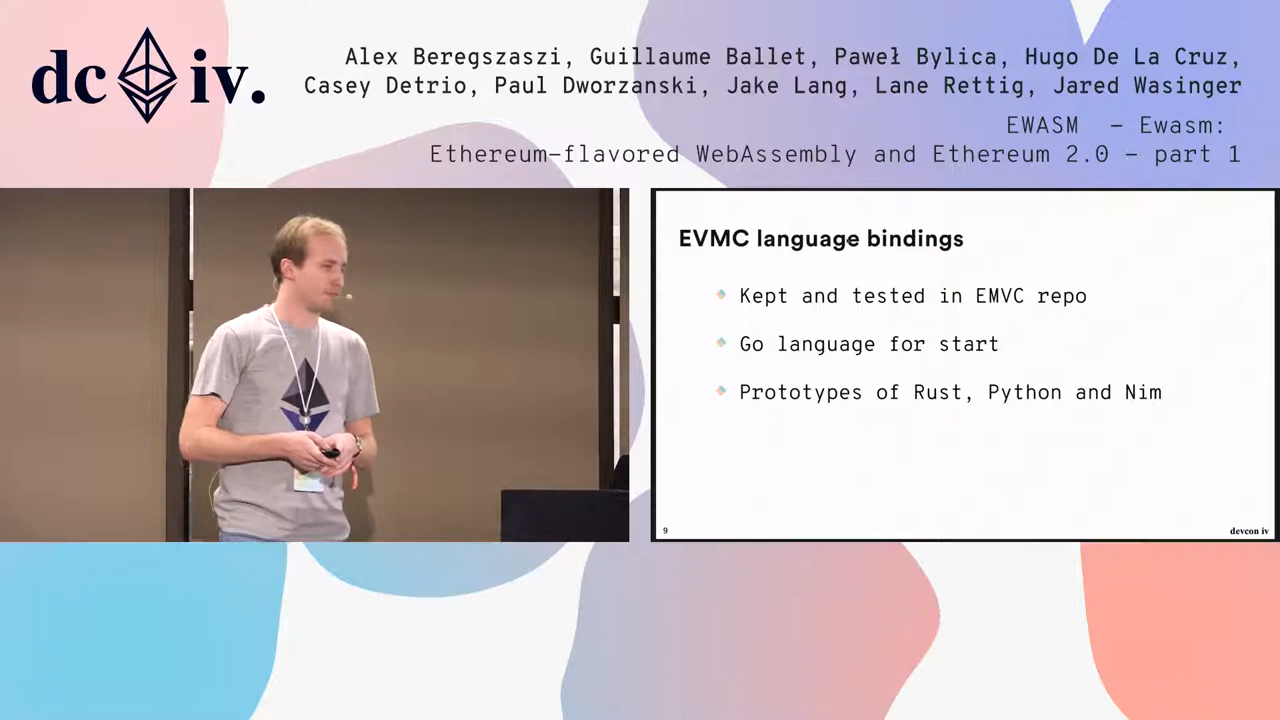 dc iv.
Alex Beregszaszi, Guillaume Ballet, Paweł Bylica, Hugo De La Cruz,
Casey Detrio, Paul Dworzanski, Jake Lang, Lane Rettig, Jared Wasinger
EWASM - Ewasm:
Ethereum-flavored WebAssembly and Ethereum 2.0 - part 1
EVMC language bindings
Kept and tested in EMVC repo
Go language for start
Prototypes of Rust, Python and Nim
9
devcon iv